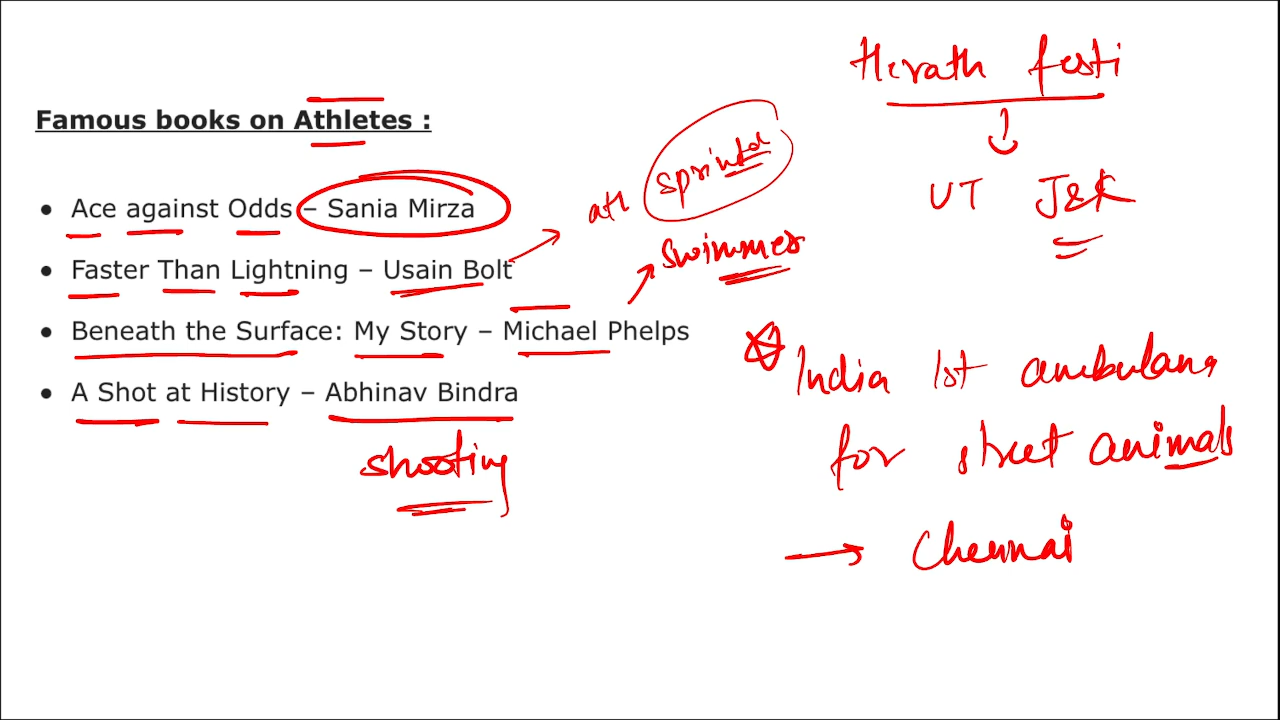 Famous books on Athletes :
• Ace against Odds – Sania Mirza
• Faster Than Lightning – Usain Bolt
• Beneath the Surface: My Story – Michael Phelps
• A Shot at History – Abhinav Bindra
shooting
ath
swimmer
Herath festi
UT J&K
India 1st
for street animals
→ Chennai